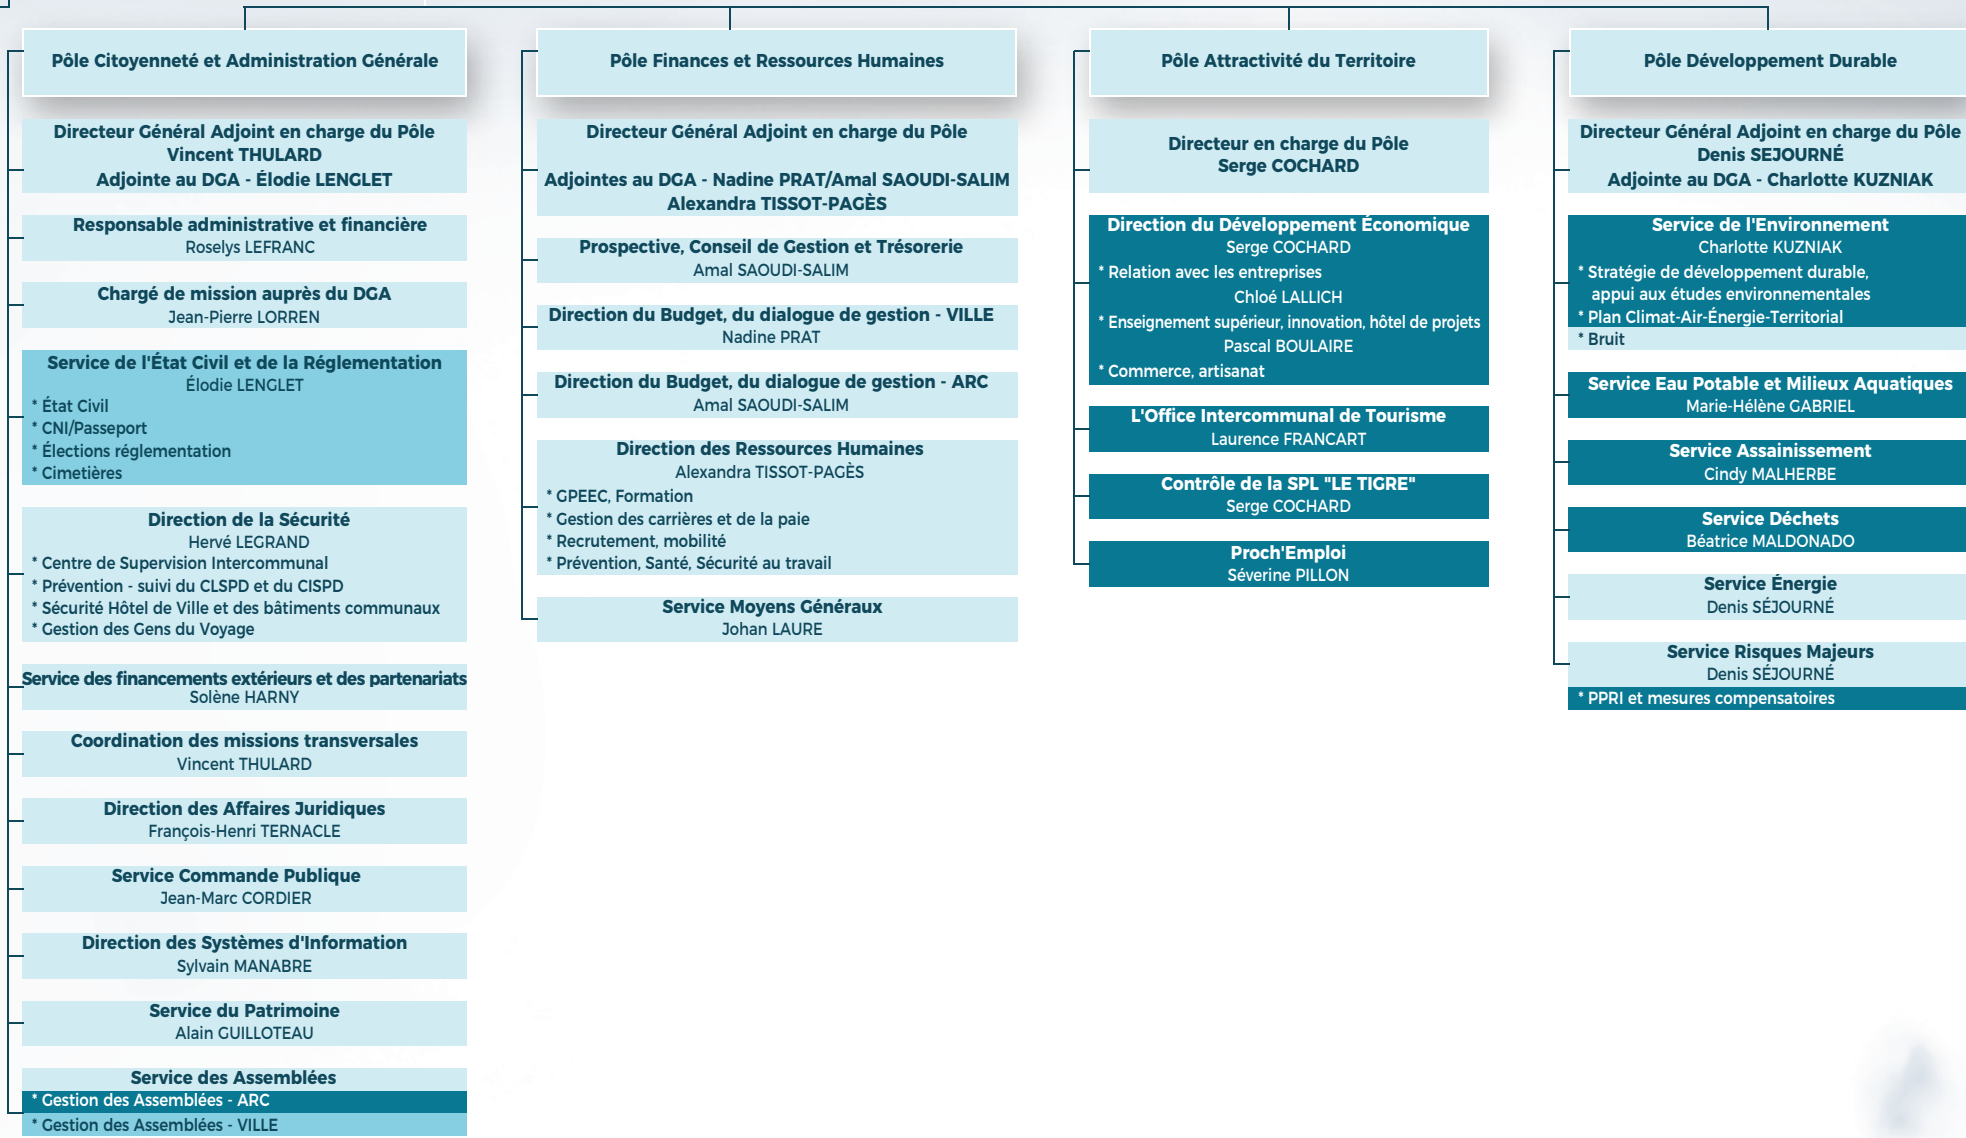 Pôle Citoyenneté et Administration Générale
Directeur Général Adjoint en charge du Pôle
Vincent THULARD
Adjointe au DGA - Élodie LENGLET
Responsable administrative et financière
Roselys LEFRANC
Chargé de mission auprès du DGA
Jean-Pierre LORREN
Service de l'État Civil et de la Réglementation
Élodie LENGLET
* État Civil
* CNI/Passeport
* Élections réglementation
* Cimetières
Direction de la Sécurité
Hervé LEGRAND
* Centre de Supervision Intercommunal
* Prévention - suivi du CLSPD et du CISPD
* Sécurité Hôtel de Ville et des bâtiments communaux
* Gestion des Gens du Voyage
Service des financements extérieurs et des partenariats
Solène HARNY
Coordination des missions transversales
Vincent THULARD
Direction des Affaires Juridiques
François-Henri TERNACLE
Service Commande Publique
Jean-Marc CORDIER
Direction des Systèmes d'Information
Sylvain MANABRE
Service du Patrimoine
Alain GUILLOTEAU
Service des Assemblées
* Gestion des Assemblées - ARC
* Gestion des Assemblées - VILLE
Pôle Finances et Ressources Humaines
Directeur Général Adjoint en charge du Pôle
Adjointes au DGA - Nadine PRAT/Amal SAOUDI-SALIM
Alexandra TISSOT-PAGÈS
Prospective, Conseil de Gestion et Trésorerie
Amal SAOUDI-SALIM
Direction du Budget, du dialogue de gestion - VILLE
Nadine PRAT
Direction du Budget, du dialogue de gestion - ARC
Amal SAOUDI-SALIM
Direction des Ressources Humaines
Alexandra TISSOT-PAGÈS
* GPEEC, Formation
* Gestion des carrières et de la paie
* Recrutement, mobilité
* Prévention, Santé, Sécurité au travail
Service Moyens Généraux
Johan LAURE
Pôle Attractivité du Territoire
Directeur en charge du Pôle
Serge COCHARD
Direction du Développement Économique
Serge COCHARD
* Relation avec les entreprises
Chloé LALLICH
* Enseignement supérieur, innovation, hôtel de projets
Pascal BOULAIRE
* Commerce, artisanat
L'Office Intercommunal de Tourisme
Laurence FRANCART
Contrôle de la SPL "LE TIGRE"
Serge COCHARD
Proch'Emploi
Séverine PILLON
Pôle Développement Durable
Directeur Général Adjoint en charge du Pôle
Denis SEJOURNÉ
Adjointe au DGA - Charlotte KUZNIAK
Service de l'Environnement
Charlotte KUZNIAK
* Stratégie de développement durable,
appui aux études environnementales
* Plan Climat-Air-Énergie-Territorial
* Bruit
Service Eau Potable et Milieux Aquatiques
Marie-Hélène GABRIEL
Service Assainissement
Cindy MALHERBE
Service Déchets
Béatrice MALDONADO
Service Énergie
Denis SÉJOURNÉ
Service Risques Majeurs
Denis SÉJOURNÉ
* PPRI et mesures compensatoires